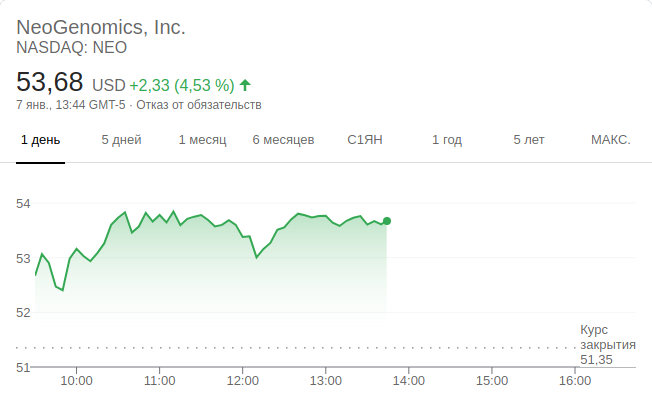 NeoGenomics, Inc.
NASDAQ: NEO
53,68 USD +2,33 (4,53 %)
7 янв., 13:44 GMT-5 · Отказ от обязательств
1 день 5 дней 1 месяц 6 месяцев С1ЯН 1 год 5 лет МАКС.
54
53
52
Курс
закрытия
51,35
51
10:00 11:00 12:00 13:00 14:00 15:00 16:00